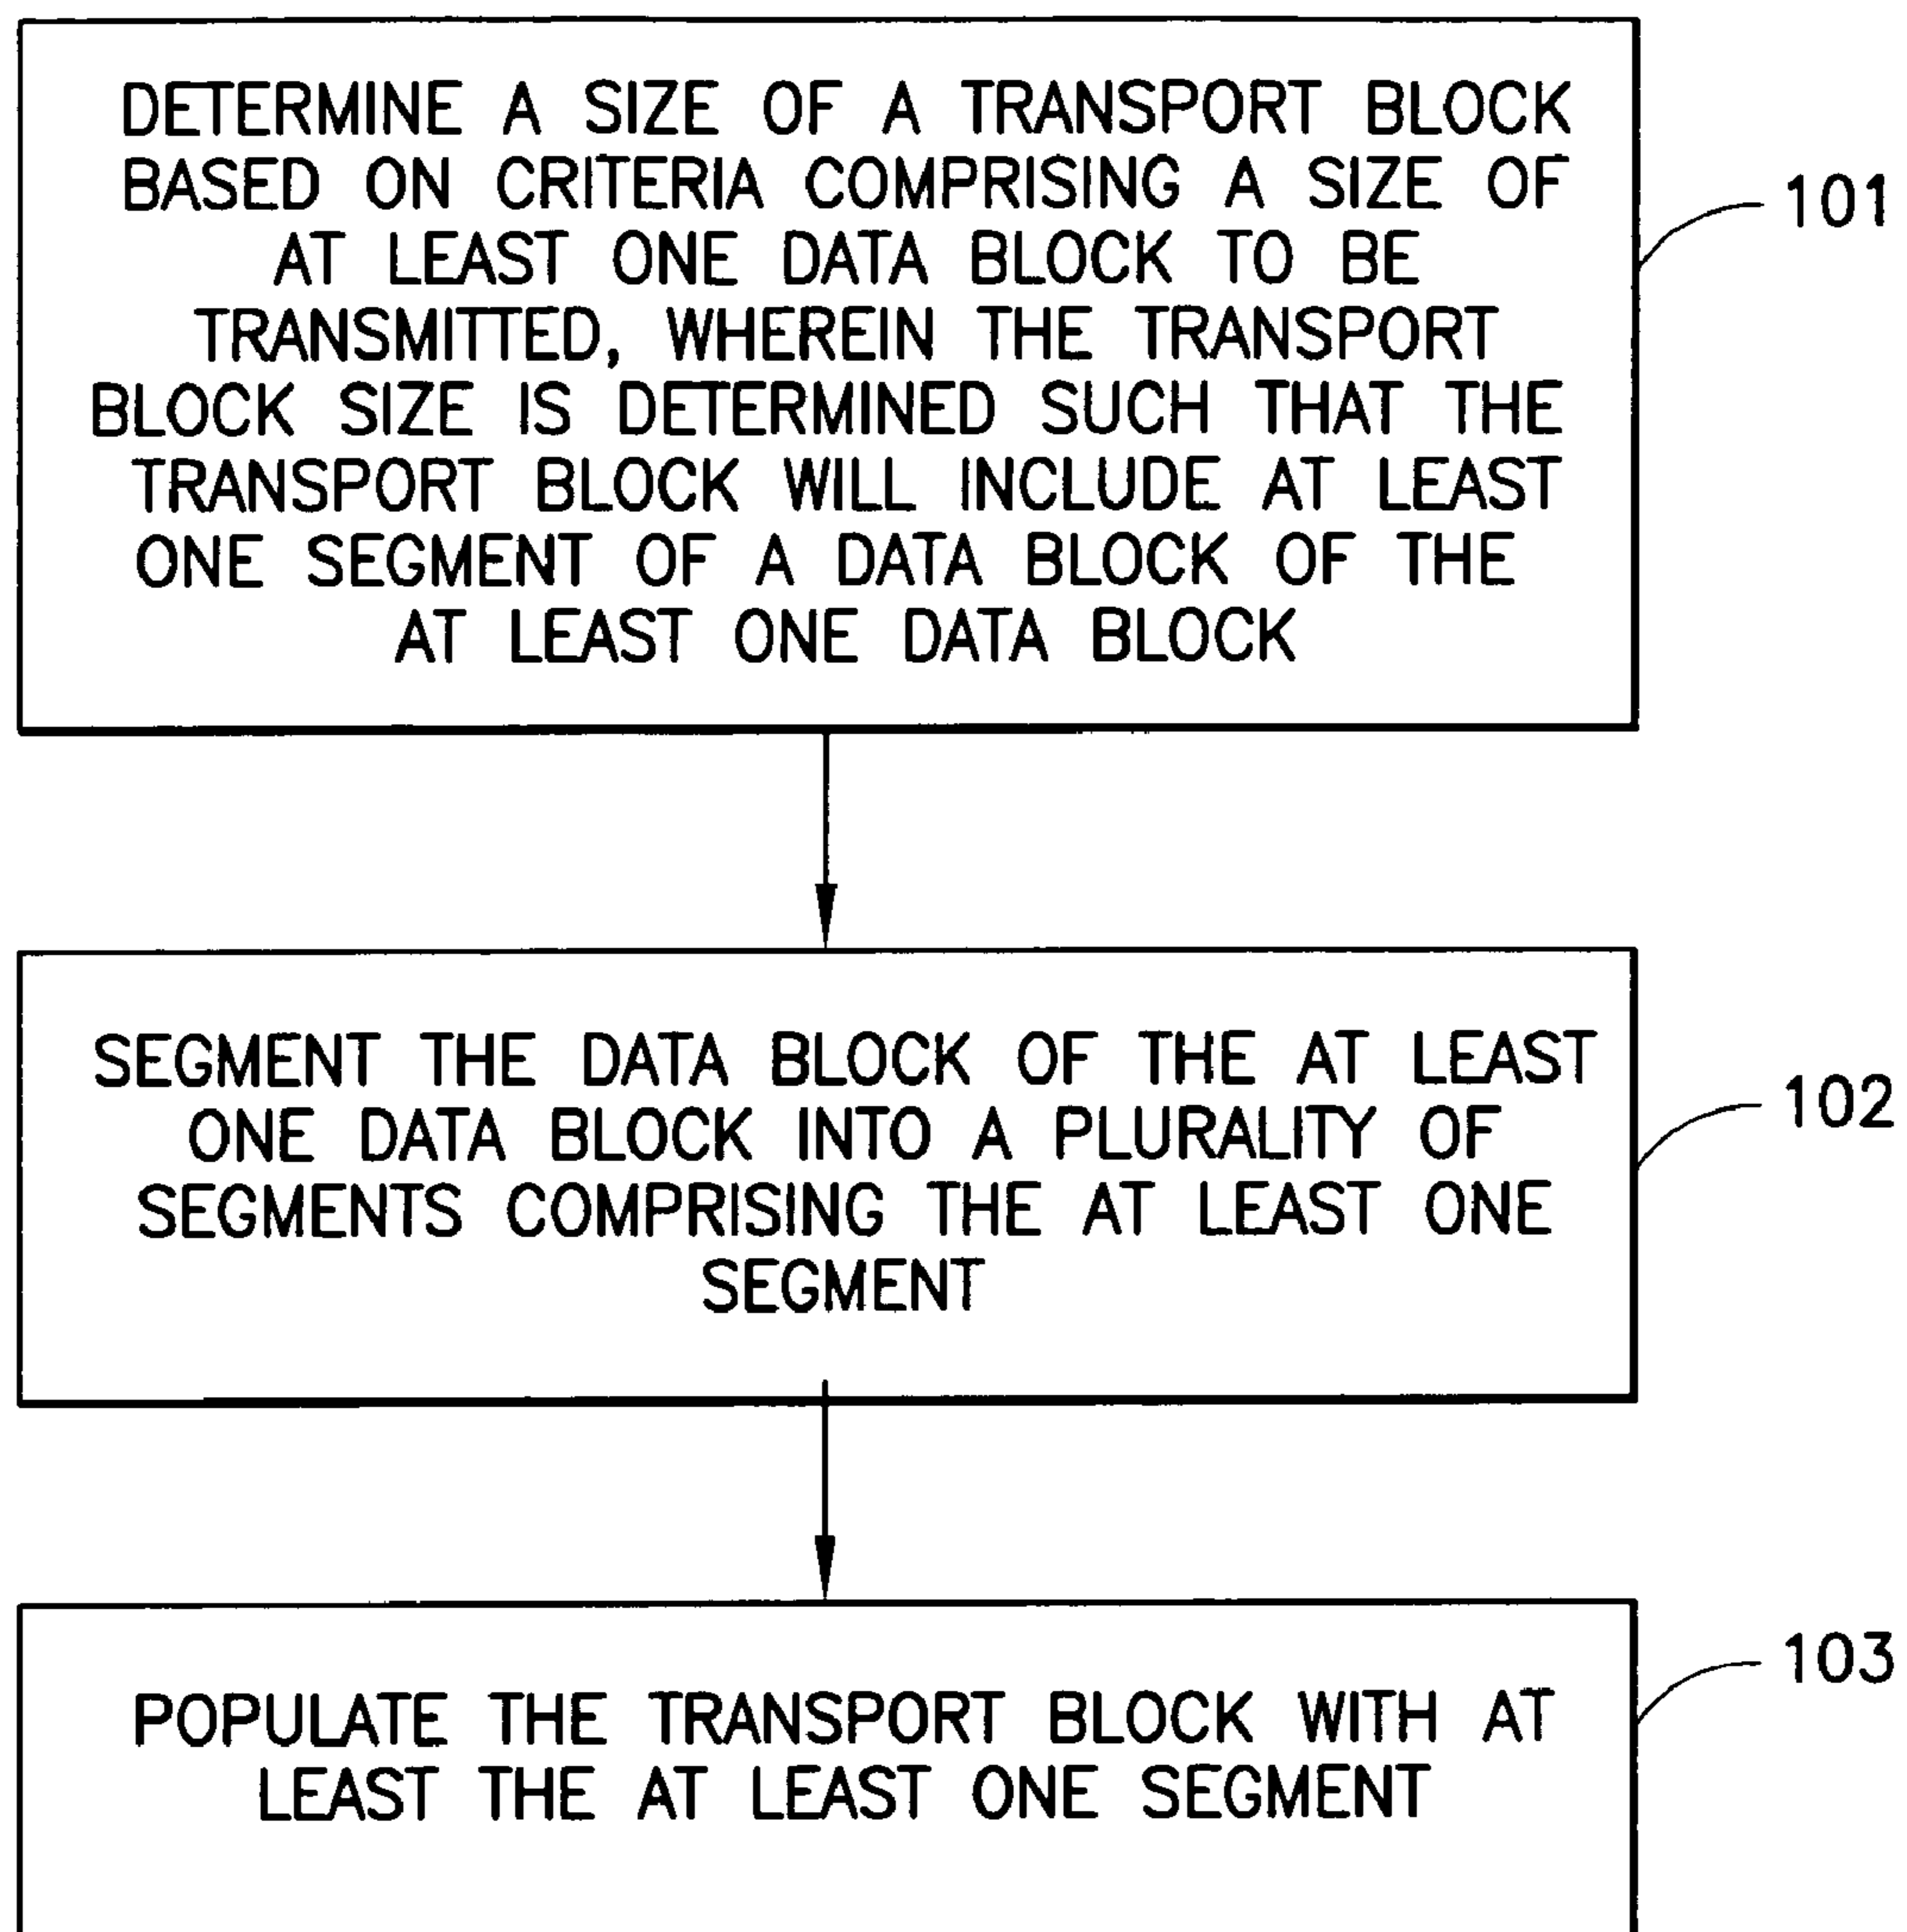 DETERMINE A SIZE OF A TRANSPORT BLOCK
BASED ON CRITERIA COMPRISING A SIZE OF
AT LEAST ONE DATA BLOCK TO BE
TRANSMITTED, WHEREIN THE TRANSPORT
BLOCK SIZE IS DETERMINED SUCH THAT THE
TRANSPORT BLOCK WILL INCLUDE AT LEAST
ONE SEGMENT OF A DATA BLOCK OF THE
AT LEAST ONE DATA BLOCK
101
SEGMENT THE DATA BLOCK OF THE AT LEAST
ONE DATA BLOCK INTO A PLURALITY OF
SEGMENTS COMPRISING THE AT LEAST ONE
SEGMENT
102
POPULATE THE TRANSPORT BLOCK WITH AT
LEAST THE AT LEAST ONE SEGMENT
103